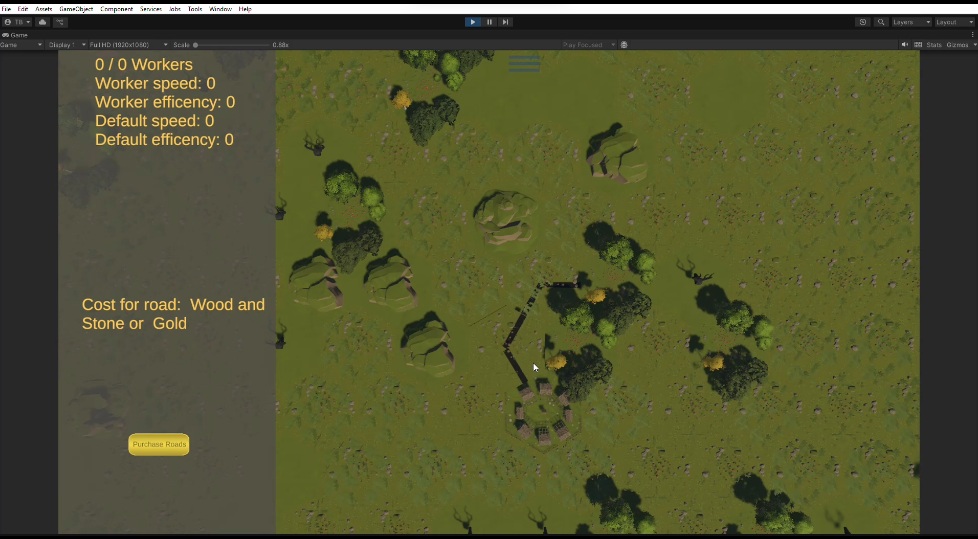 File Edit Assets GameObject Component Services Jobs Tools Window Help
TB Layers Layout
Game
Game Display 1 Full HD (1920x1080) Scale 0.88x Play Focused Stats Gizmos
0 / 0 Workers
Worker speed: 0
Worker efficency: 0
Default speed: 0
Default efficency: 0
Cost for road: Wood and
Stone or Gold
Purchase Roads